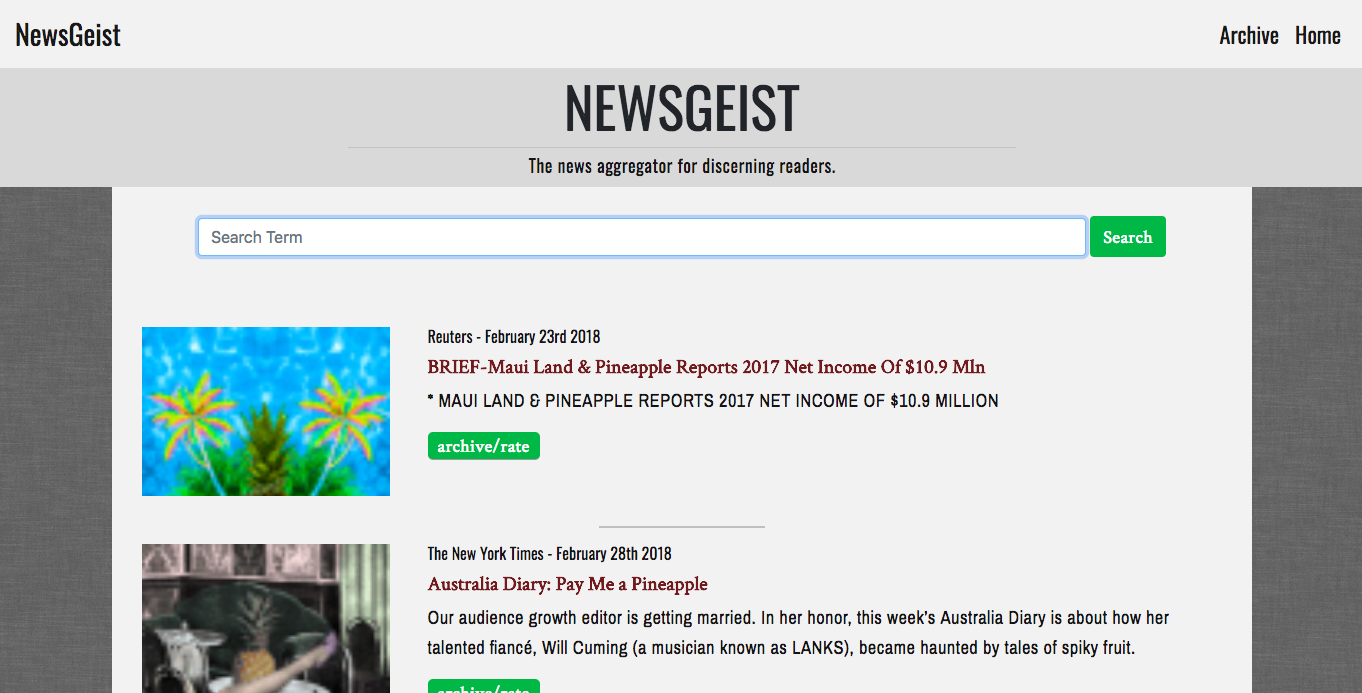 NewsGeist
Archive Home
NEWSGEIST
The news aggregator for discerning readers.
Search Term
Search
Reuters - February 23rd 2018
BRIEF-Maui Land & Pineapple Reports 2017 Net Income Of $10.9 Mln
* MAUI LAND & PINEAPPLE REPORTS 2017 NET INCOME OF $10.9 MILLION
archive/rate
The New York Times - February 28th 2018
Australia Diary: Pay Me a Pineapple
Our audience growth editor is getting married. In her honor, this week’s Australia Diary is about how her
talented fiancé, Will Cuming (a musician known as LANKS), became haunted by tales of spiky fruit.
archive/rate